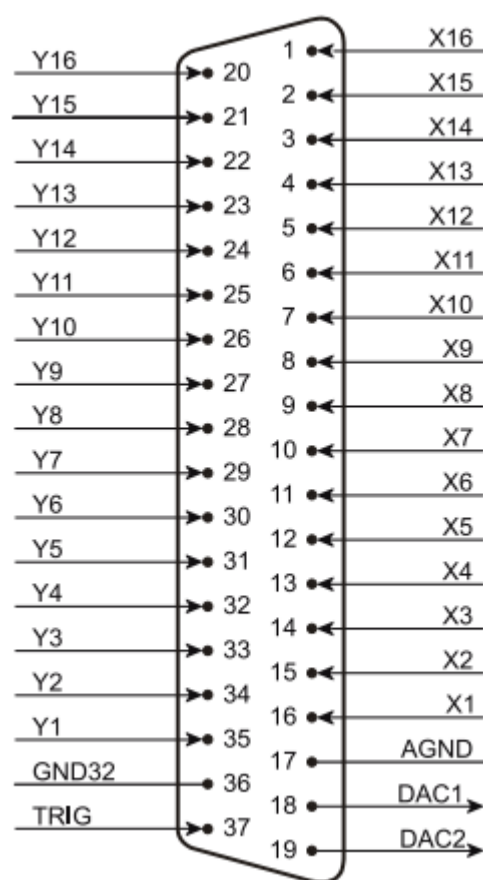 1 X16
Y16 20
2 X15
Y15 21
3 X14
Y14 22
4 X13
Y13 23
5 X12
Y12 24
6 X11
Y11 25
7 X10
Y10 26
8 X9
Y9 27
9 X8
Y8 28
10 X7
Y7 29
11 X6
Y6 30
12 X5
Y5 31
13 X4
Y4 32
14 X3
Y3 33
15 X2
Y2 34
16 X1
Y1 35
17 AGND
GND32 36
18 DAC1
TRIG 37
19 DAC2